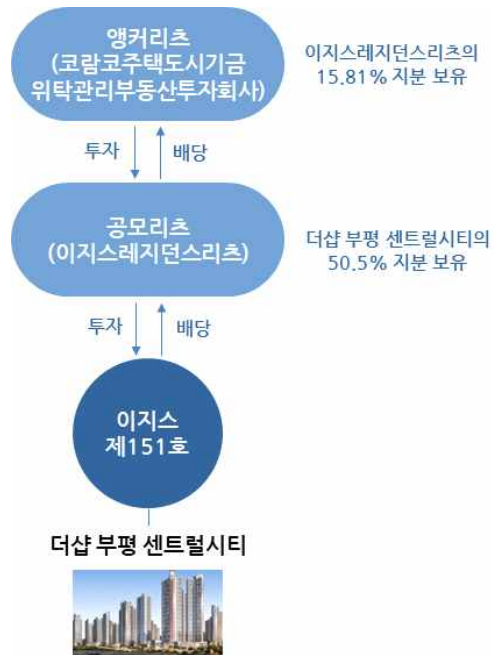 앵커리츠
(코람코주택도시기금
위탁관리부동산투자회사)
이지스레지던스리츠의
15.81% 지분 보유
투자
배당
공모리츠
(이지스레지던스리츠)
더샵 부평 센트럴시티의
50.5% 지분 보유
투자
배당
이지스
제151호
더샵 부평 센트럴시티